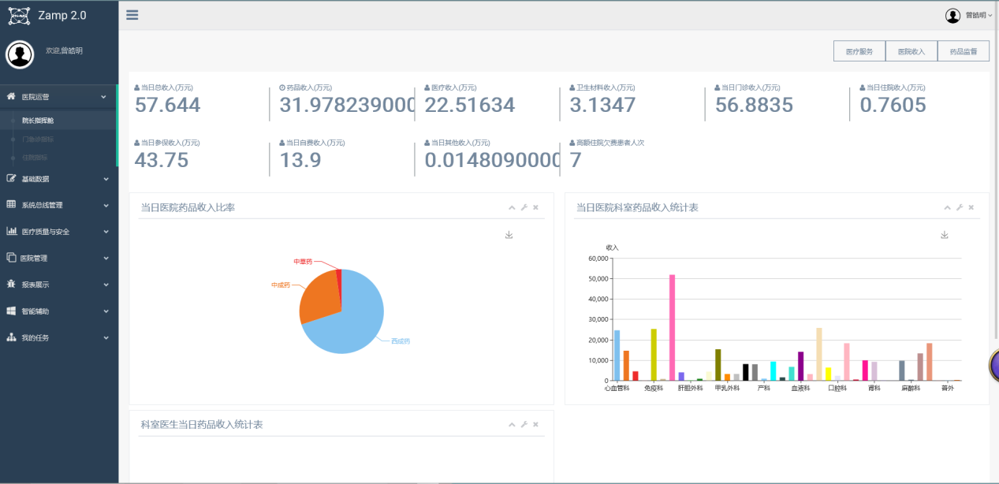 Zamp 2.0
曾皓明
欢迎,曾皓明
医疗服务
医院收入
药品监管
医院运营
院长指挥舱
门急诊指标
住院指标
基础数据
系统总线管理
医疗质量与安全
医院管理
报表展示
智能辅助
我的任务
当日总收入(万元)
57.644
药品收入(万元)
31.978239000
医疗收入(万元)
22.51634
卫生材料收入(万元)
3.1347
当日门诊收入(万元)
56.8835
当日住院收入(万元)
0.7605
当日参保收入(万元)
43.75
当日自费收入(万元)
13.9
当日其他收入(万元)
0.0148090000
高额住院欠费患者人次
7
当日医院药品收入比率
中草药
中成药
西成药
当日医院科室药品收入统计表
收入
60,000
50,000
40,000
30,000
20,000
10,000
0
心血管科
免疫科
肝胆外科
甲乳外科
产科
血液科
口腔科
肾科
麻醉科
普外
科室医生当日药品收入统计表